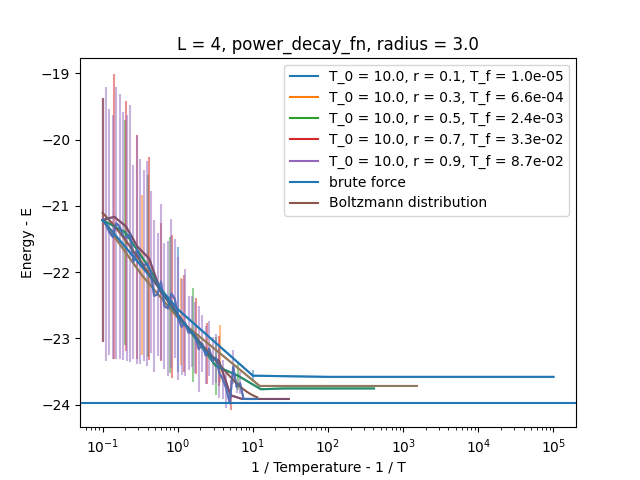 L = 4, power_decay_fn, radius = 3.0
−19
−20
−21
−22
−23
−24
Energy - E
T_0 = 10.0, r = 0.1, T_f = 1.0e-05
T_0 = 10.0, r = 0.3, T_f = 6.6e-04
T_0 = 10.0, r = 0.5, T_f = 2.4e-03
T_0 = 10.0, r = 0.7, T_f = 3.3e-02
T_0 = 10.0, r = 0.9, T_f = 8.7e-02
brute force
Boltzmann distribution
10⁻¹ 10⁰ 10¹ 10² 10³ 10⁴ 10⁵
1 / Temperature - 1 / T